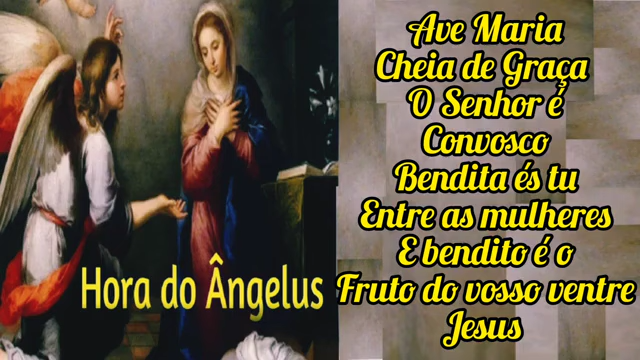 Hora do Ângelus
Ave Maria
Cheia de Graça
O Senhor é
Convosco
Bendita és tu
Entre as mulheres
E bendito é o
Fruto do vosso ventre
Jesus